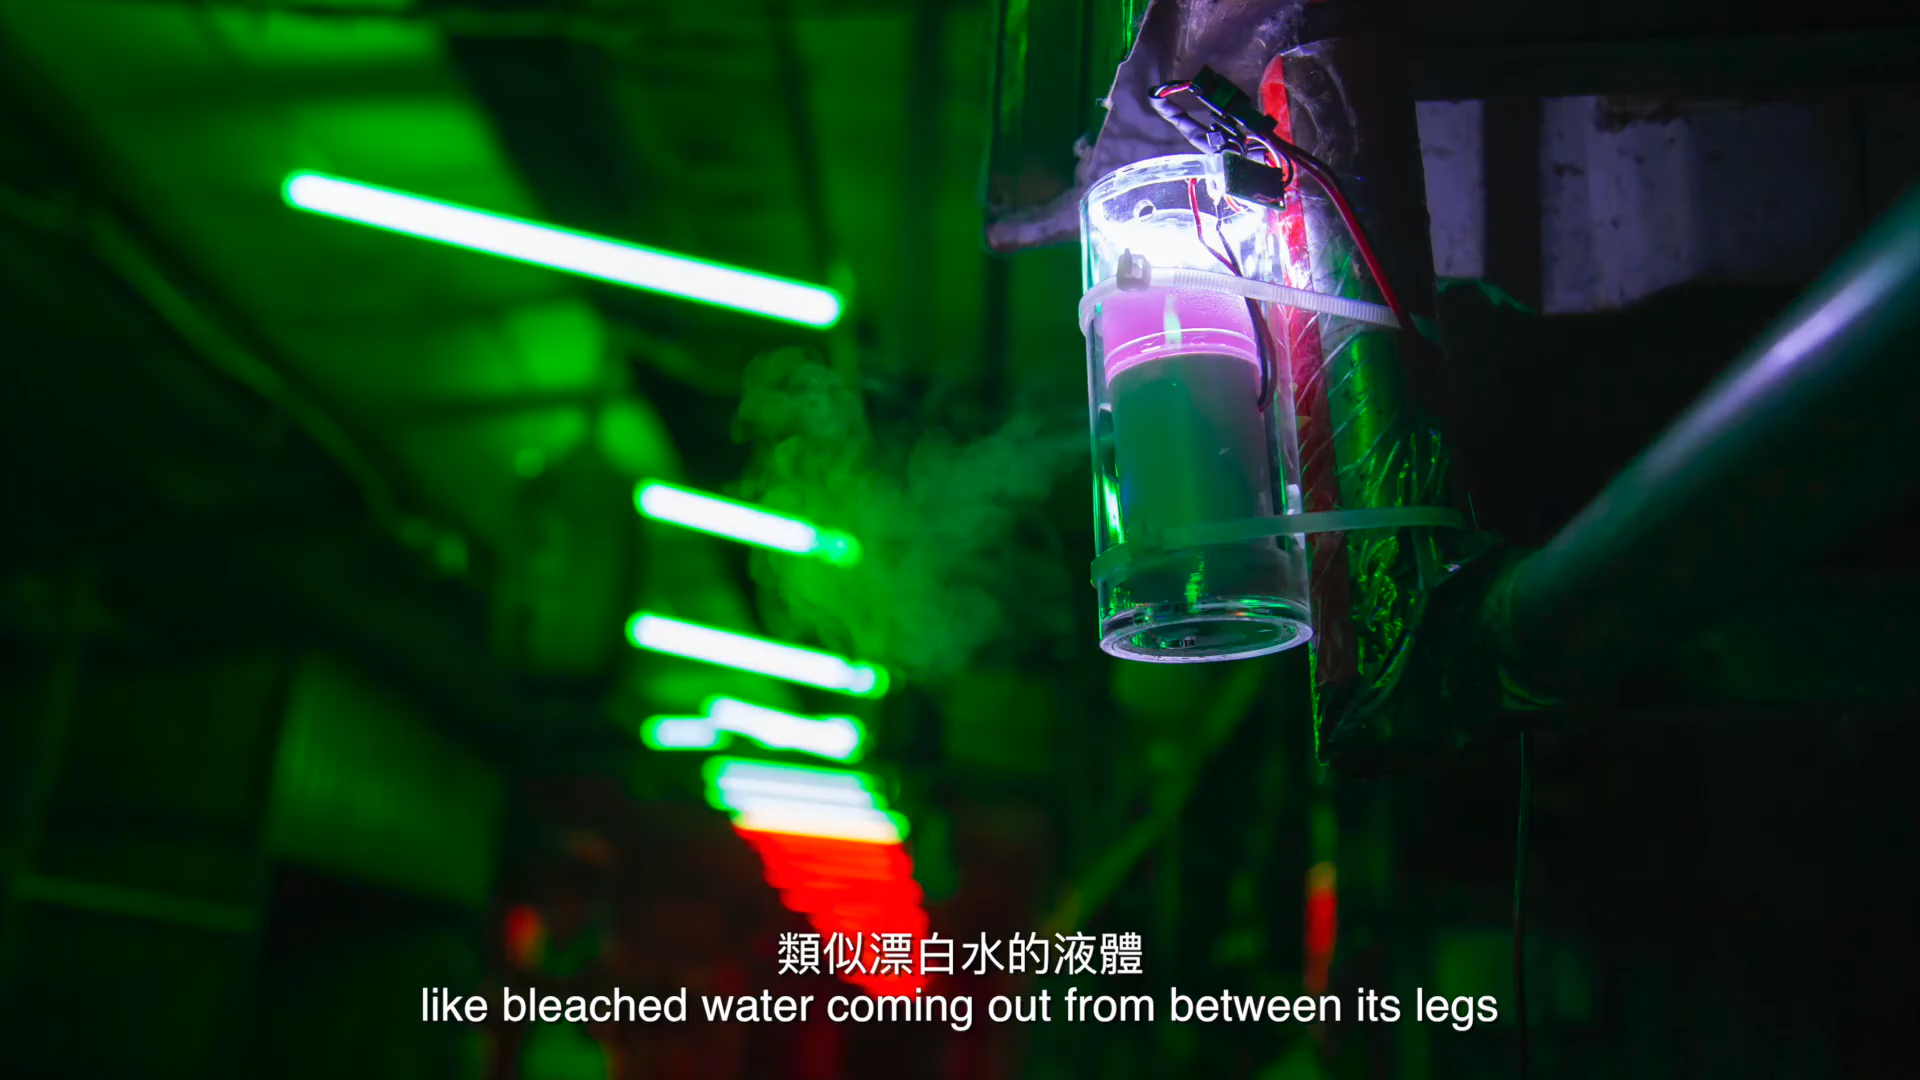 類似漂白水的液體
like bleached water coming out from between its legs